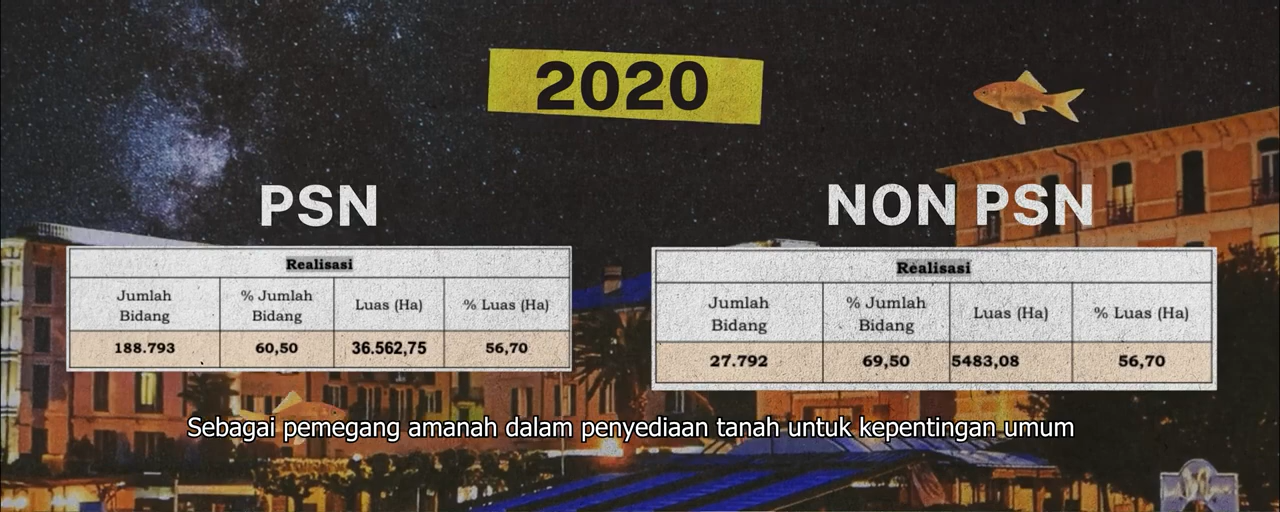 2020
PSN
NON PSN
Realisasi
Jumlah Bidang
% Jumlah Bidang
Luas (Ha)
% Luas (Ha)
188.793
60,50
36.562,75
56,70
Realisasi
Jumlah Bidang
% Jumlah Bidang
Luas (Ha)
% Luas (Ha)
27.792
69,50
5483,08
56,70
Sebagai pemegang amanah dalam penyediaan tanah untuk kepentingan umum